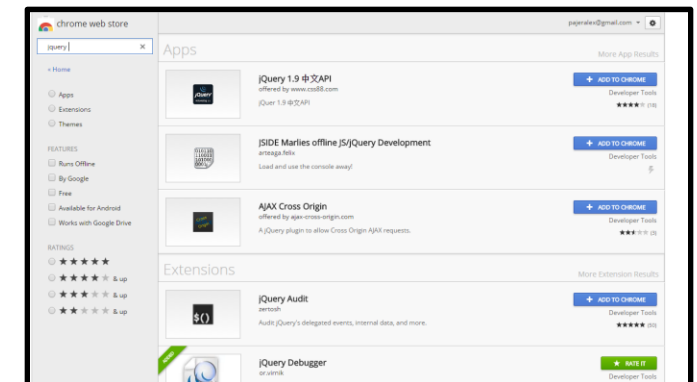 chrome web store
pajeralex@gmail.com
jquery
« Home
Apps
Extensions
Themes
FEATURES
Runs Offline
By Google
Free
Available for Android
Works with Google Drive
RATINGS
& up
& up
& up
Apps
More App Results
jQuery 1.9 中文API
offered by www.css88.com
jQuer 1.9 中文API
+ ADD TO CHROME
Developer Tools
(18)
JSIDE Marlies offline JS/jQuery Development
arteaga.felix
Load and use the console away!
+ ADD TO CHROME
Developer Tools
AJAX Cross Origin
offered by ajax-cross-origin.com
A jQuery plugin to allow Cross Origin AJAX requests.
+ ADD TO CHROME
Developer Tools
(3)
Extensions
More Extension Results
$()
jQuery Audit
zertosh
Audit jQuery's delegated events, internal data, and more.
+ ADD TO CHROME
Developer Tools
ADDED
jQuery Debugger
or.virnik
RATE IT
Developer Tools